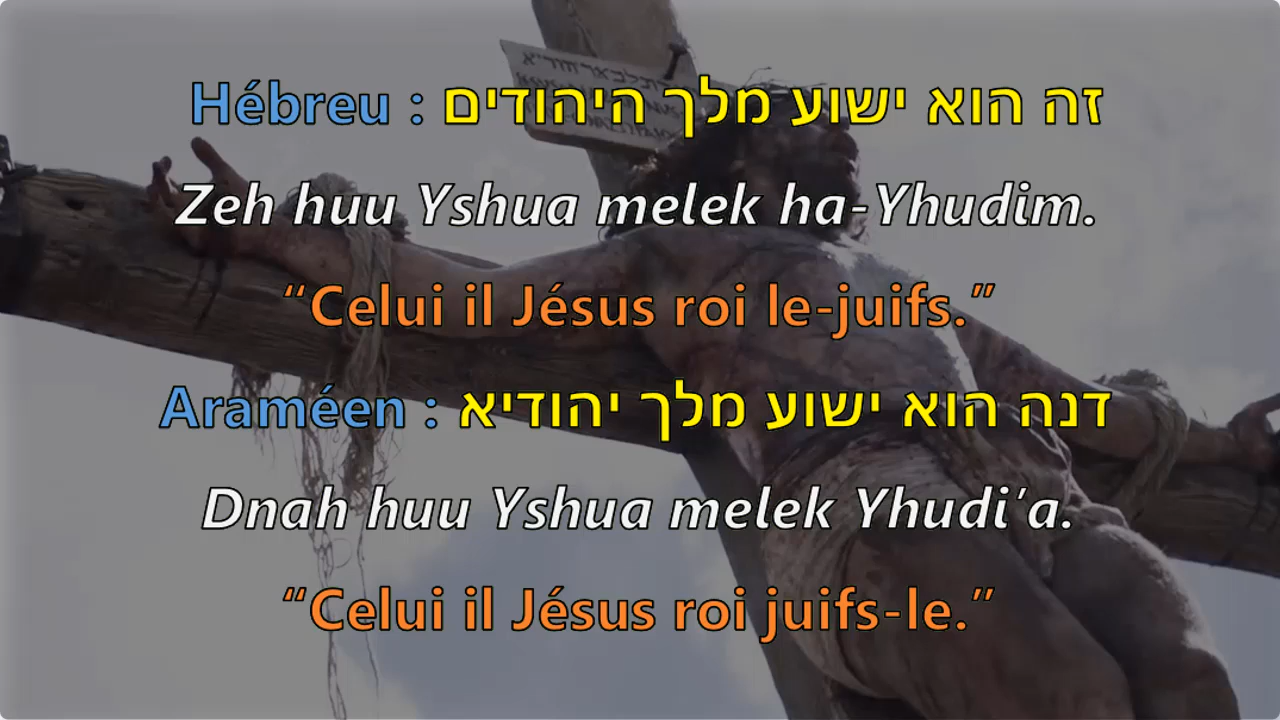 Hébreu : זה הוא ישוע מלך היהודים
Zeh huu Yshua melek ha-Yhudim.
“Celui il Jésus roi le-juifs.”
Araméen : דנה הוא ישוע מלך יהודיא
Dnah huu Yshua melek Yhudi’a.
“Celui il Jésus roi juifs-le.”